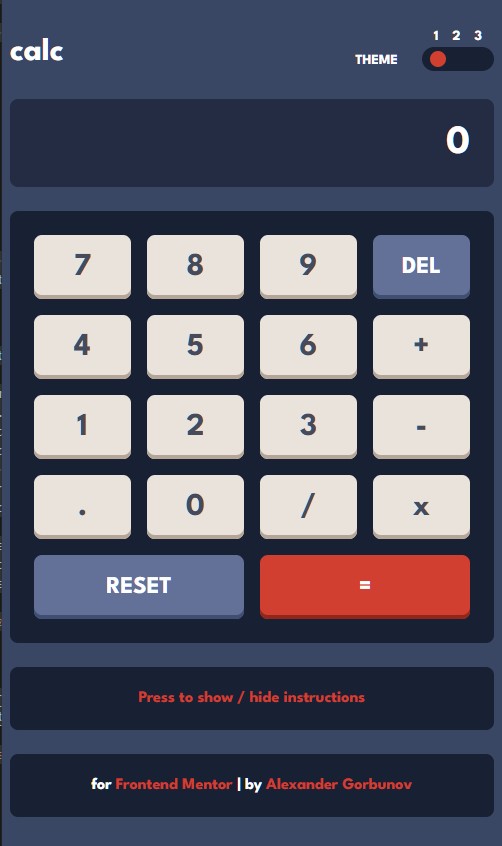 1 2 3
calc
THEME
0
7 8 9 DEL
4 5 6 +
1 2 3 -
. 0 / x
RESET =
Press to show / hide instructions
for Frontend Mentor | by Alexander Gorbunov